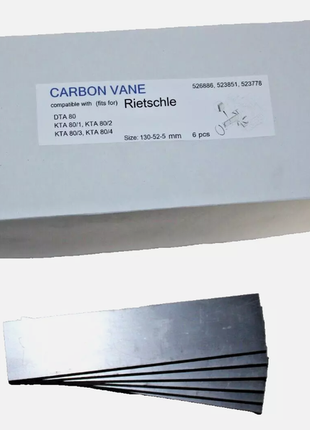 CARBON VANE 526886, 523851, 523778
compatible with (fits for) Rietschle
DTA 80
KTA 80/1, KTA 80/2
KTA 80/3, KTA 80/4
Size: 130-52-5 mm 6 pcs